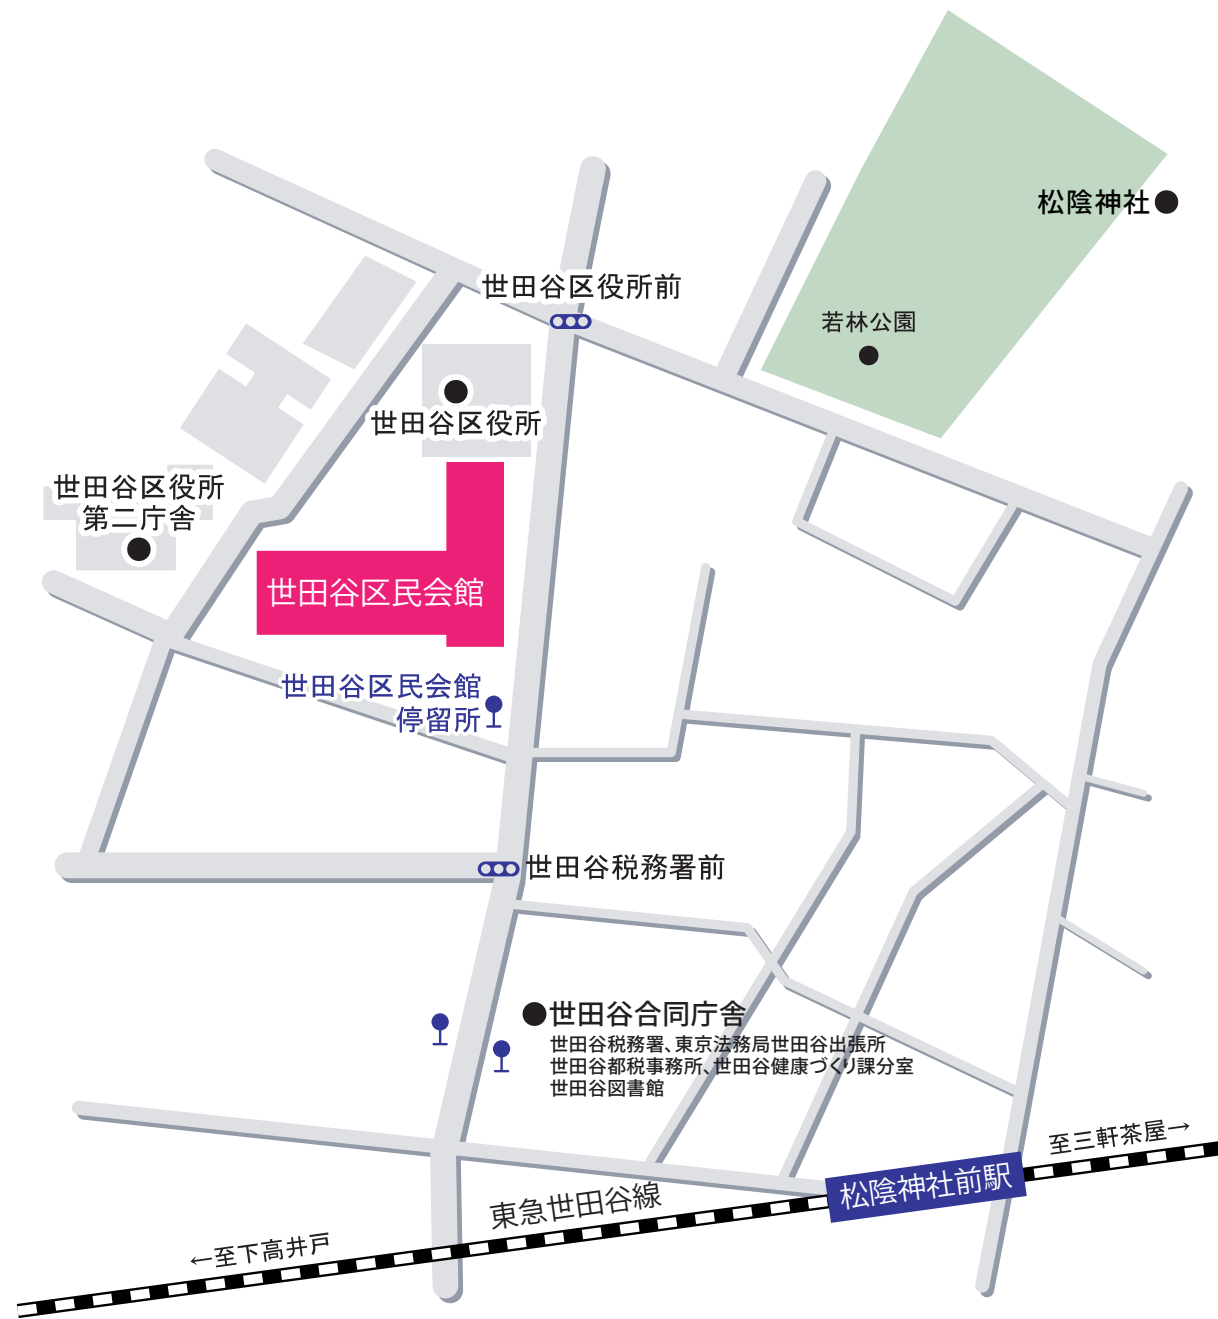 松陰神社
世田谷区役所前
若林公園
世田谷区役所
世田谷区役所
第二庁舎
世田谷区民会館
世田谷区民会館
停留所
世田谷税務署前
世田谷合同庁舎
世田谷税務署、東京法務局世田谷出張所
世田谷都税事務所、世田谷健康づくり課分室
世田谷図書館
至三軒茶屋→
松陰神社前駅
東急世田谷線
←至下高井戸